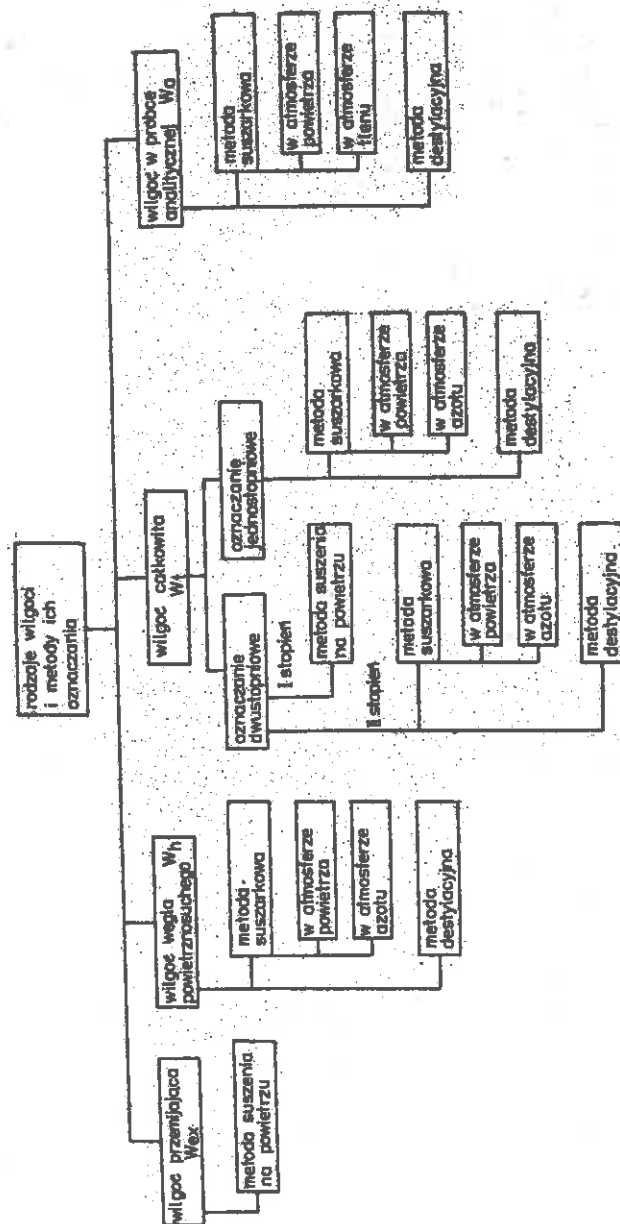 rodzaje wilgoci
i metody ich
oznaczania
wilgoć przemijająca
Wex
metoda suszenia
na powietrzu
wilgoć węgla Wh
powietrznosuchego
metoda
suszarkowa
w atmosferze
powietrza
w atmosferze
azotu
metoda
destylacyjna
wilgoć całkowita
Wt
oznaczanie
dwustopniowe
I stopień
metoda suszenia
na powietrzu
II stopień
metoda
suszarkowa
w atmosferze
powietrza
w atmosferze
azotu
metoda
destylacyjna
oznaczanie
jednostopniowe
metoda
suszarkowa
w atmosferze
powietrza
w atmosferze
azotu
metoda
destylacyjna
wilgoć w próbce
analitycznej Wa
metoda
suszarkowa
w atmosferze
powietrza
w atmosferze
tlenu
metoda
destylacyjna